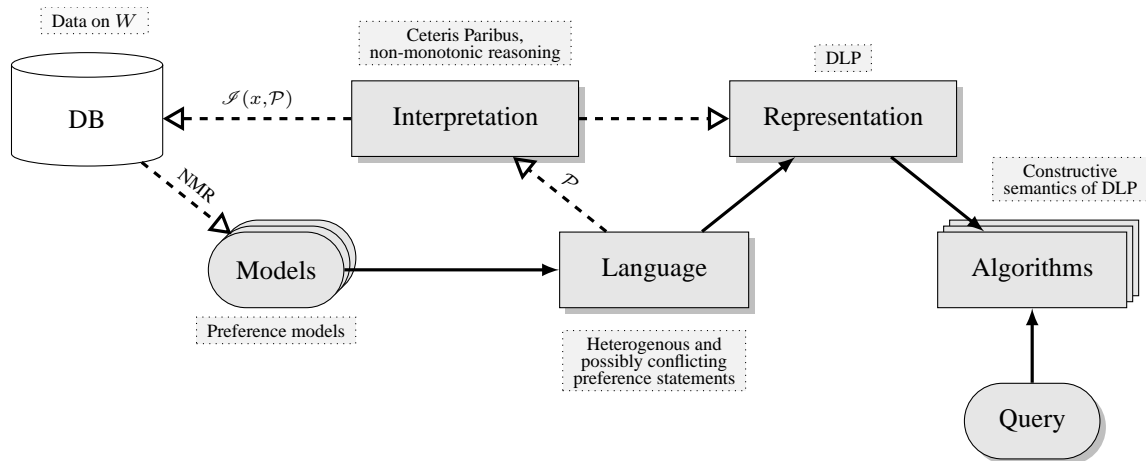 Data on W
Ceteris Paribus,
non-monotonic reasoning
DLP
DB
ℐ(x,𝒫)
Interpretation
Representation
NMR
𝒫
Constructive
semantics of DLP
Models
Language
Algorithms
Preference models
Heterogenous and
possibly conflicting
preference statements
Query